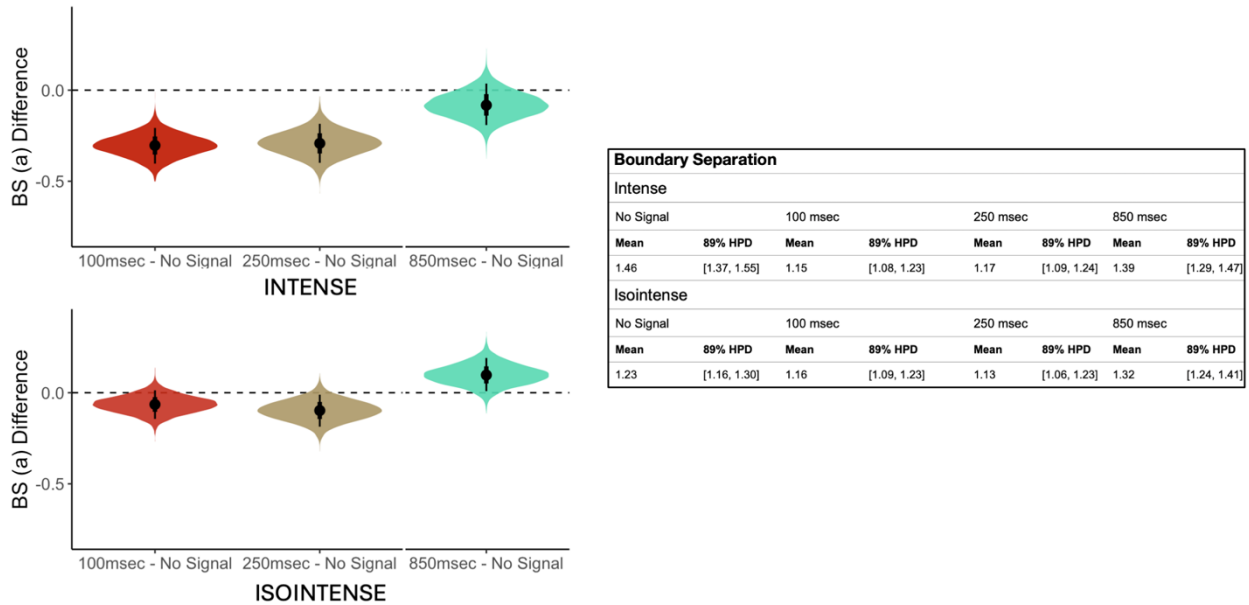 BS (a) Difference
0.0
-0.5
100msec - No Signal 250msec - No Signal 850msec - No Signal
INTENSE
BS (a) Difference
0.0
-0.5
100msec - No Signal 250msec - No Signal 850msec - No Signal
ISOINTENSE
Boundary Separation
Intense
No Signal 100 msec 250 msec 850 msec
Mean 89% HPD Mean 89% HPD Mean 89% HPD Mean 89% HPD
1.46 [1.37, 1.55] 1.15 [1.08, 1.23] 1.17 [1.09, 1.24] 1.39 [1.29, 1.47]
Isointense
No Signal 100 msec 250 msec 850 msec
Mean 89% HPD Mean 89% HPD Mean 89% HPD Mean 89% HPD
1.23 [1.16, 1.30] 1.16 [1.09, 1.23] 1.13 [1.06, 1.23] 1.32 [1.24, 1.41]